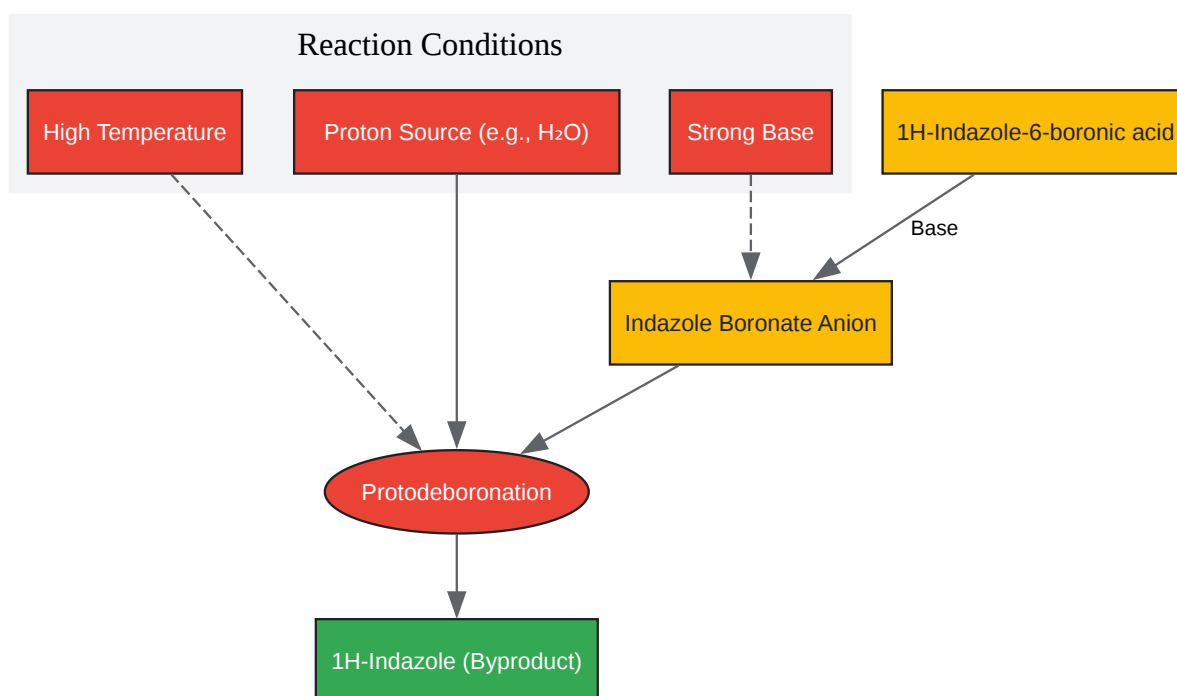 Reaction Conditions
High Temperature
Proton Source (e.g., H₂O)
Strong Base
1H-Indazole-6-boronic acid
Base
Indazole Boronate Anion
Protodeboronation
1H-Indazole (Byproduct)